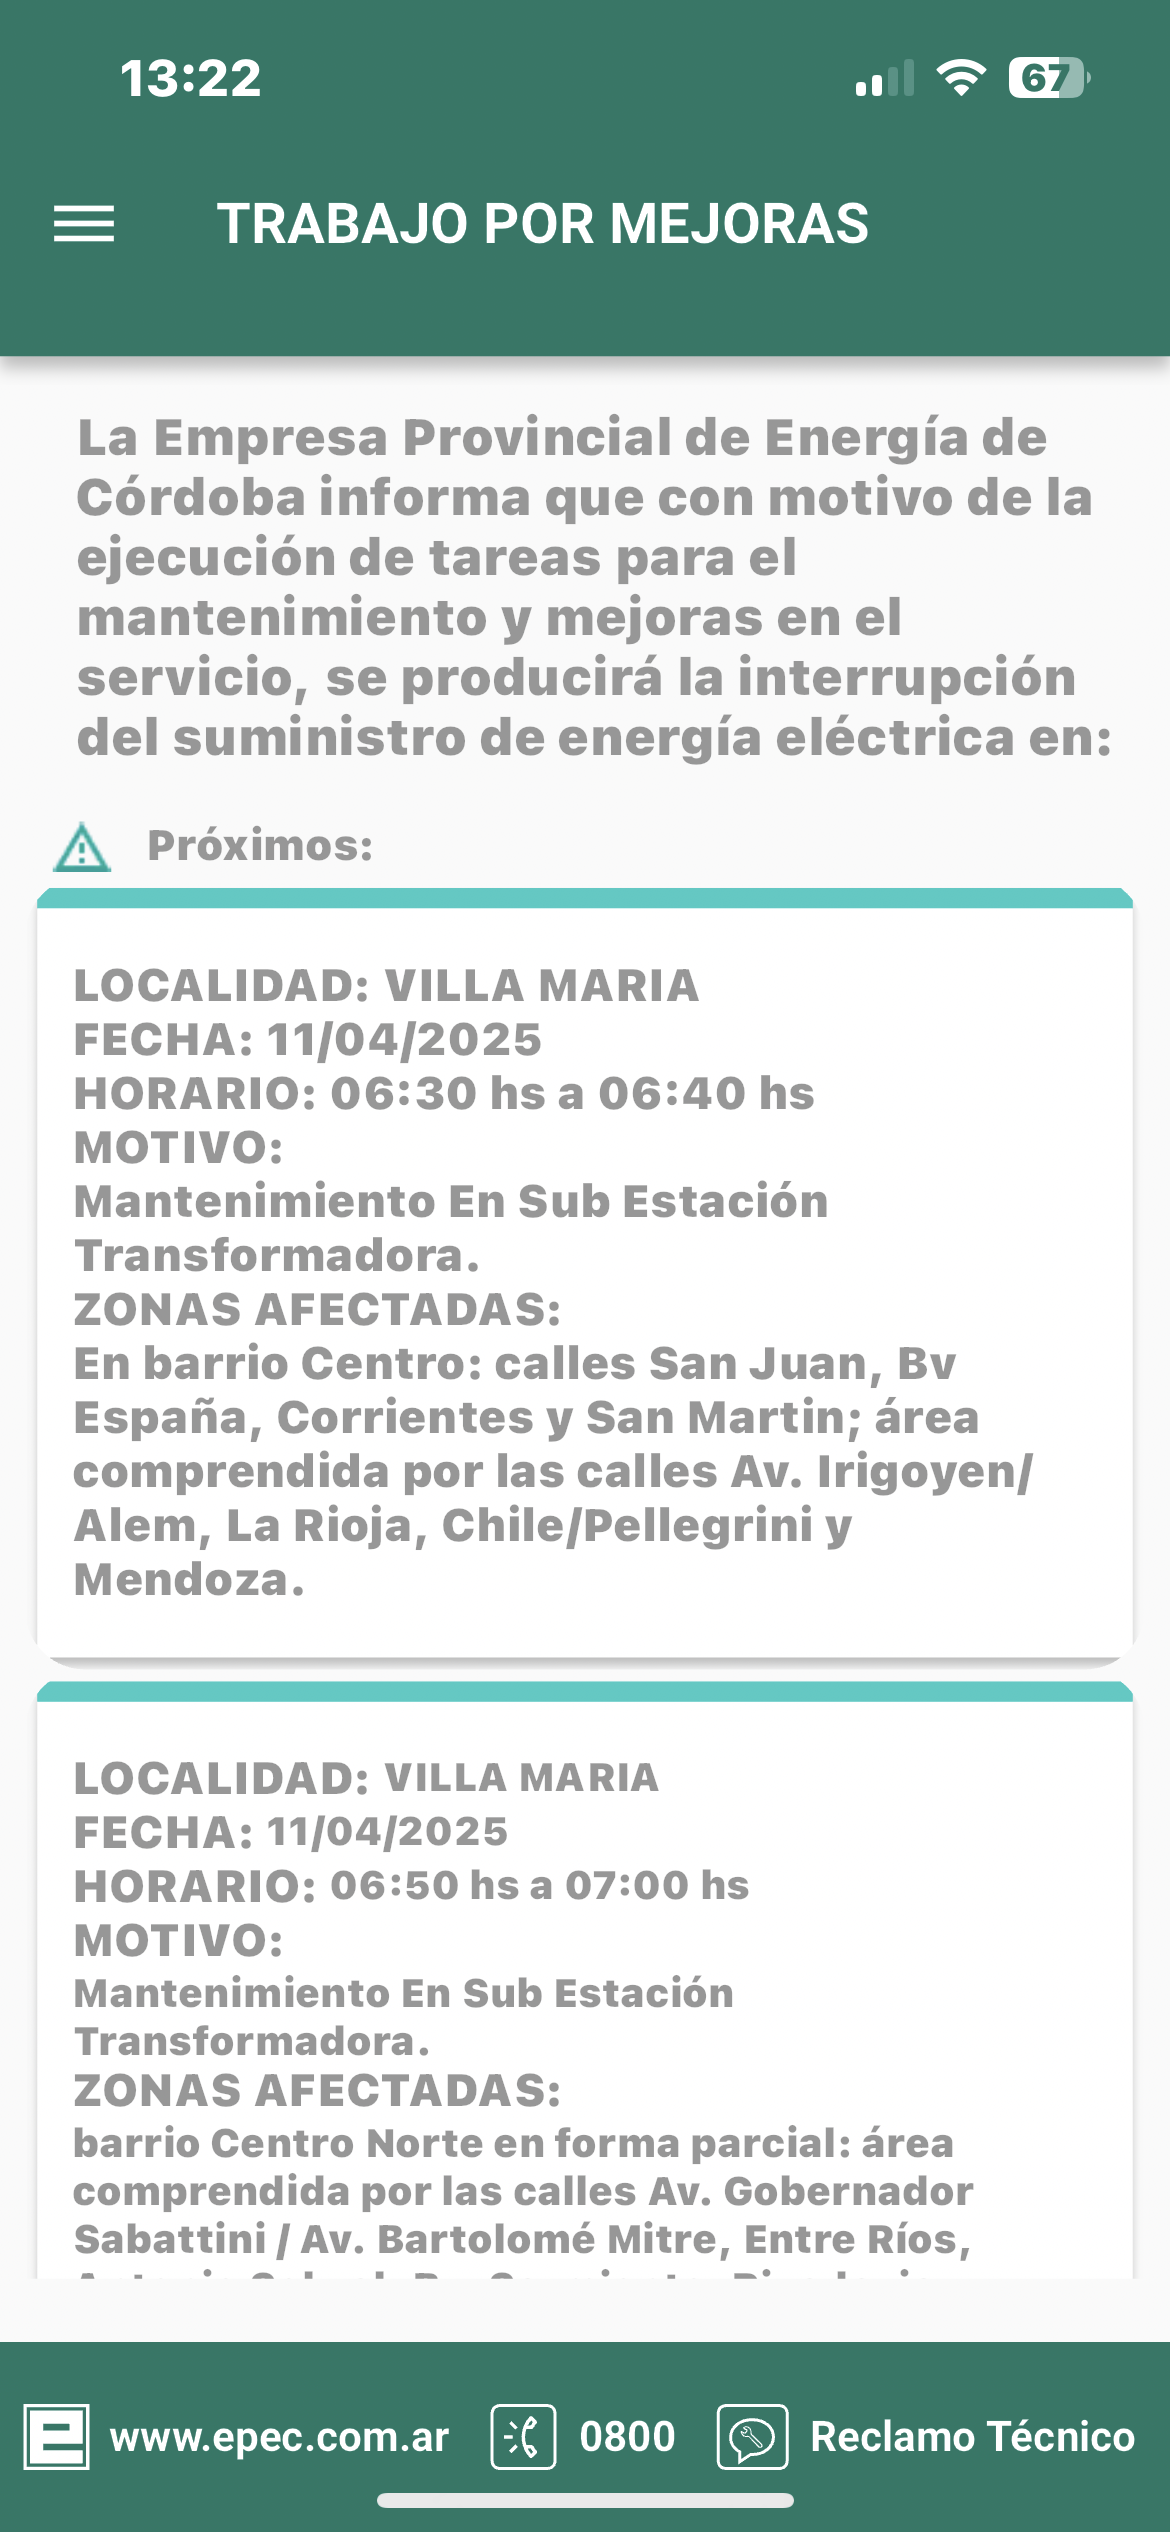 13:22
67
TRABAJO POR MEJORAS
La Empresa Provincial de Energía de
Córdoba informa que con motivo de la
ejecución de tareas para el
mantenimiento y mejoras en el
servicio, se producirá la interrupción
del suministro de energía eléctrica en:
Próximos:
LOCALIDAD: VILLA MARIA
FECHA: 11/04/2025
HORARIO: 06:30 hs a 06:40 hs
MOTIVO:
Mantenimiento En Sub Estación
Transformadora.
ZONAS AFECTADAS:
En barrio Centro: calles San Juan, Bv
España, Corrientes y San Martin; área
comprendida por las calles Av. Irigoyen/
Alem, La Rioja, Chile/Pellegrini y
Mendoza.
LOCALIDAD: VILLA MARIA
FECHA: 11/04/2025
HORARIO: 06:50 hs a 07:00 hs
MOTIVO:
Mantenimiento En Sub Estación
Transformadora.
ZONAS AFECTADAS:
barrio Centro Norte en forma parcial: área
comprendida por las calles Av. Gobernador
Sabattini / Av. Bartolomé Mitre, Entre Ríos,
www.epec.com.ar
0800
Reclamo Técnico